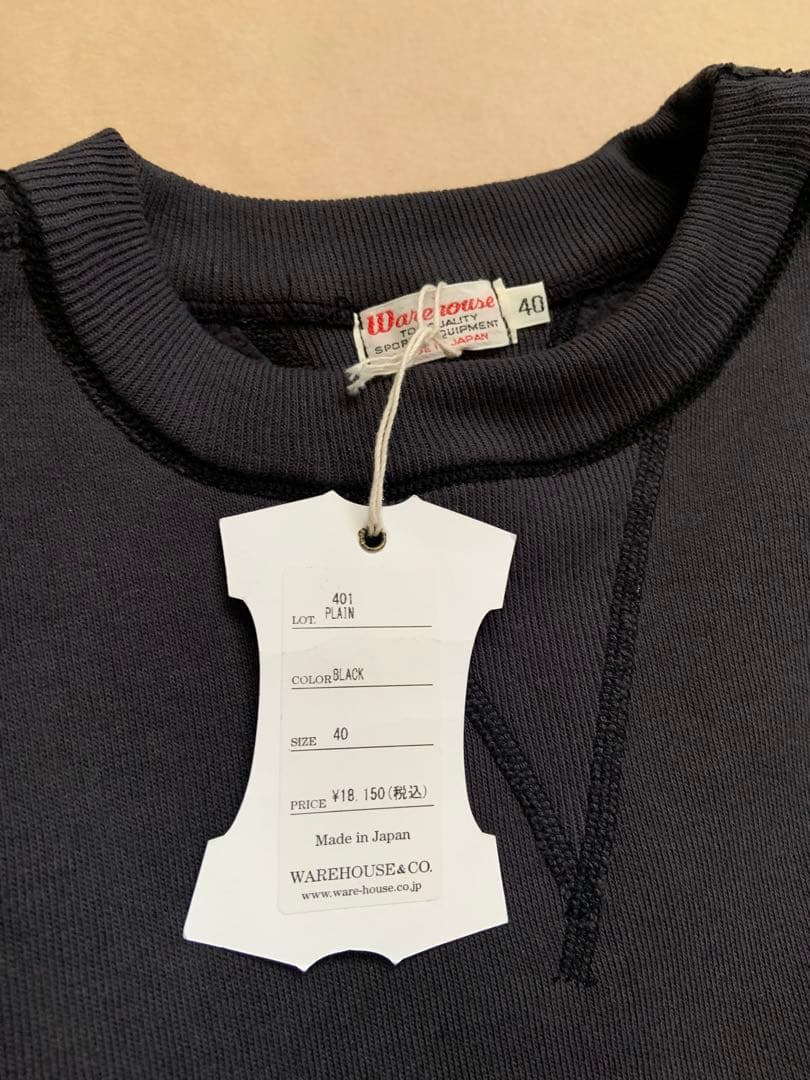 Warehouse
40
QUALITY
SPOR EQUIPMENT
JAPAN
401
LOT. PLAIN
COLOR BLACK
SIZE 40
PRICE ¥18,150(税込)
Made in Japan
WAREHOUSE&CO.
www.ware-house.co.jp